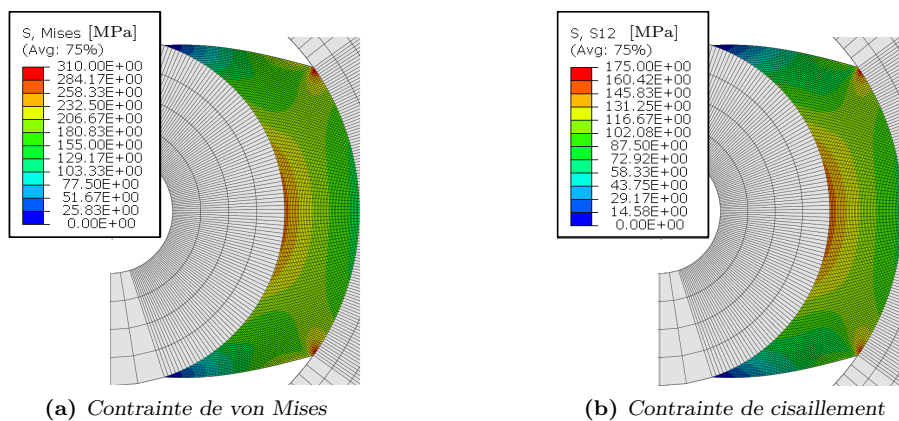 S, Mises [MPa]
(Avg: 75%)
310.00E+00
284.17E+00
258.33E+00
232.50E+00
206.67E+00
180.83E+00
155.00E+00
129.17E+00
103.33E+00
77.50E+00
51.67E+00
25.83E+00
0.00E+00
(a) Contrainte de von Mises
S, S12 [MPa]
(Avg: 75%)
175.00E+00
160.42E+00
145.83E+00
131.25E+00
116.67E+00
102.08E+00
87.50E+00
72.92E+00
58.33E+00
43.75E+00
29.17E+00
14.58E+00
0.00E+00
(b) Contrainte de cisaillement